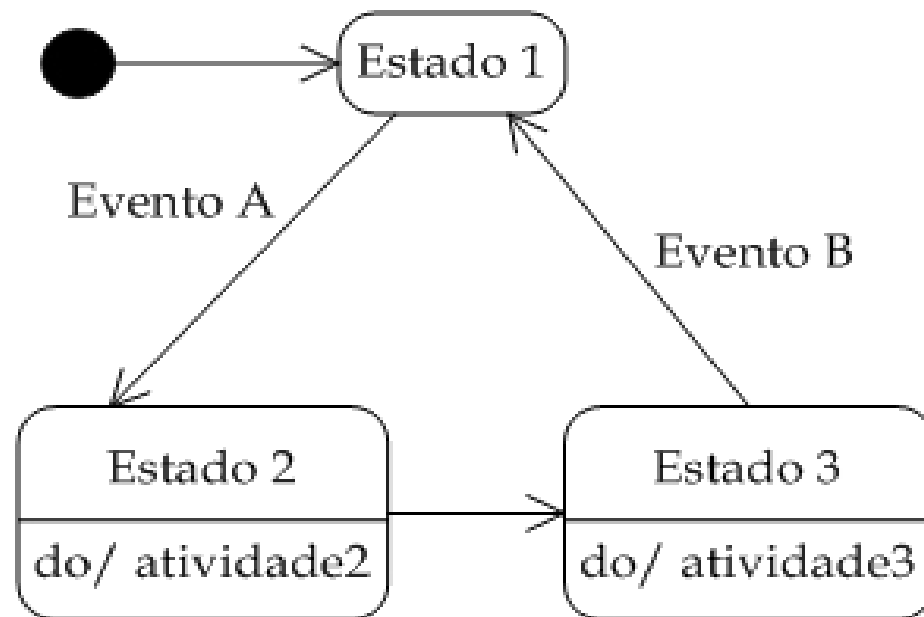 Estado 1
Evento A
Evento B
Estado 2
do/ atividade2
Estado 3
do/ atividade3